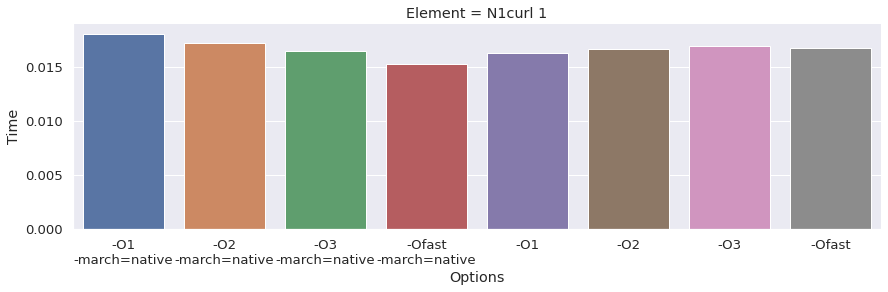 Element = N1curl 1
Time
0.015
0.010
0.005
0.000
-O1 -O2 -O3 -Ofast -O1 -O2 -O3 -Ofast
-march=native -march=native -march=native -march=native
Options